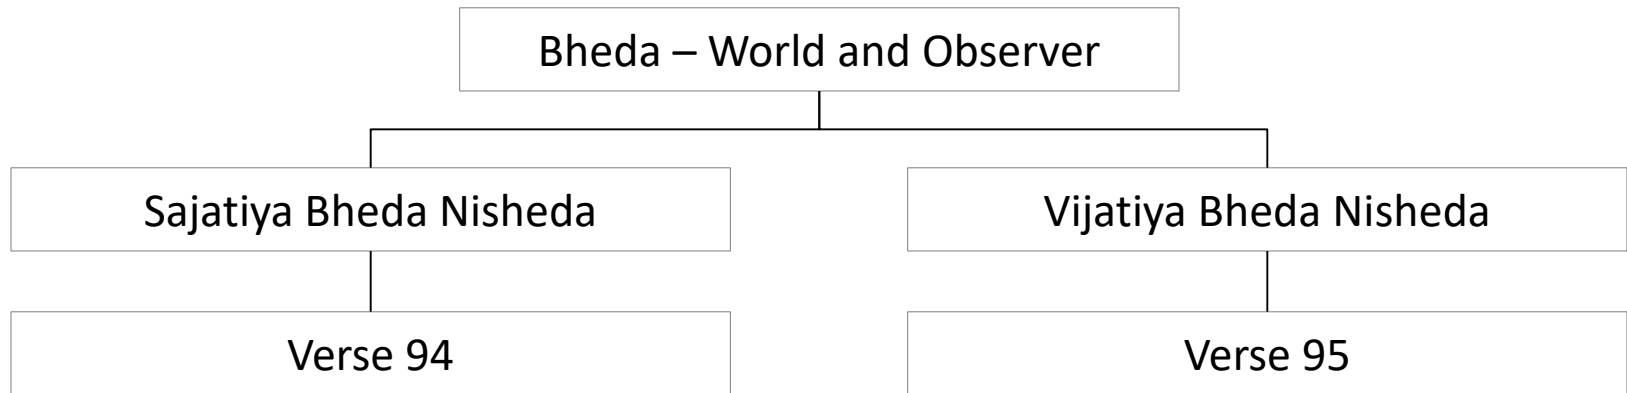 Bheda – World and Observer
Sajatiya Bheda Nisheda
Vijatiya Bheda Nisheda
Verse 94
Verse 95